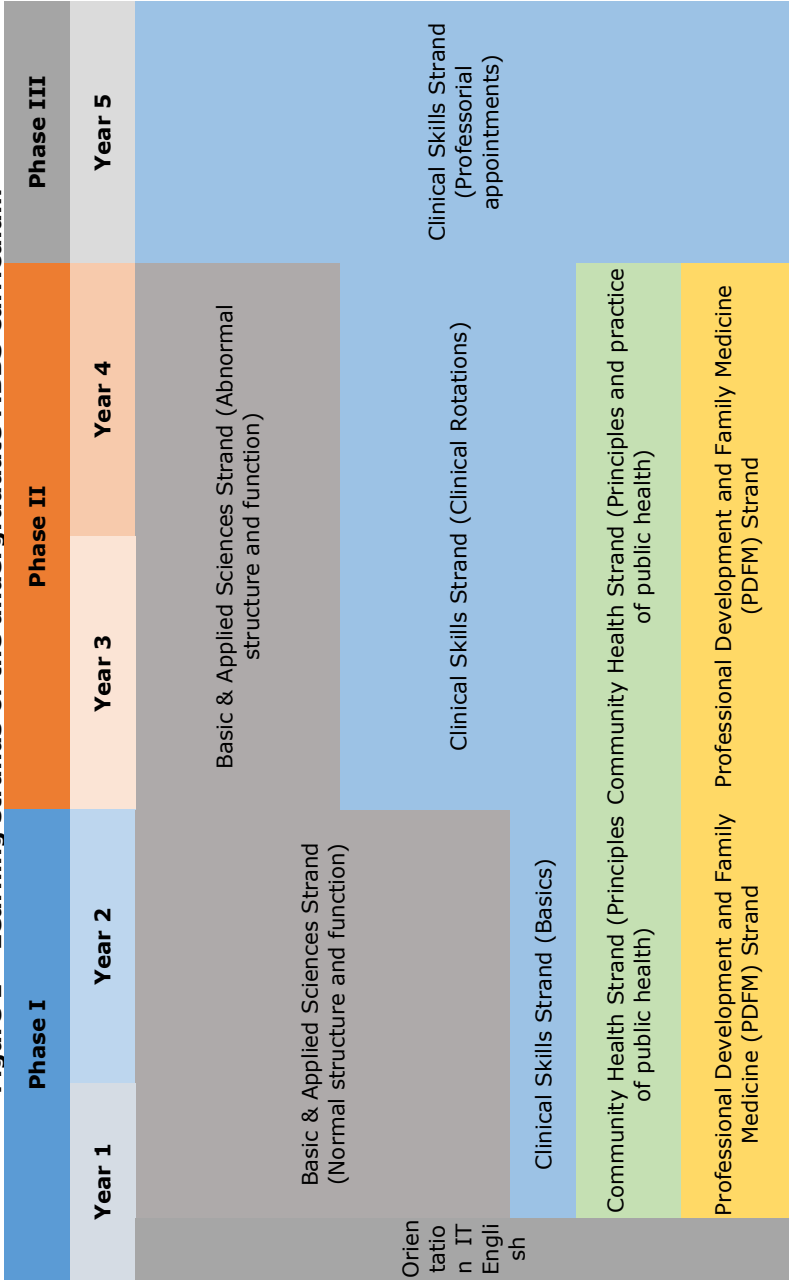 Phase I
Phase II
Phase III
Year 1
Year 2
Year 3
Year 4
Year 5
Orien
tatio
n IT
Engli
sh
Basic & Applied Sciences Strand
(Normal structure and function)
Basic & Applied Sciences Strand (Abnormal
structure and function)
Clinical Skills Strand
(Professorial
appointments)
Clinical Skills Strand (Clinical Rotations)
Clinical Skills Strand (Basics)
Community Health Strand (Principles
of public health)
Community Health Strand (Principles and practice
of public health)
Professional Development and Family
Medicine (PDFM) Strand
Professional Development and Family Medicine
(PDFM) Strand